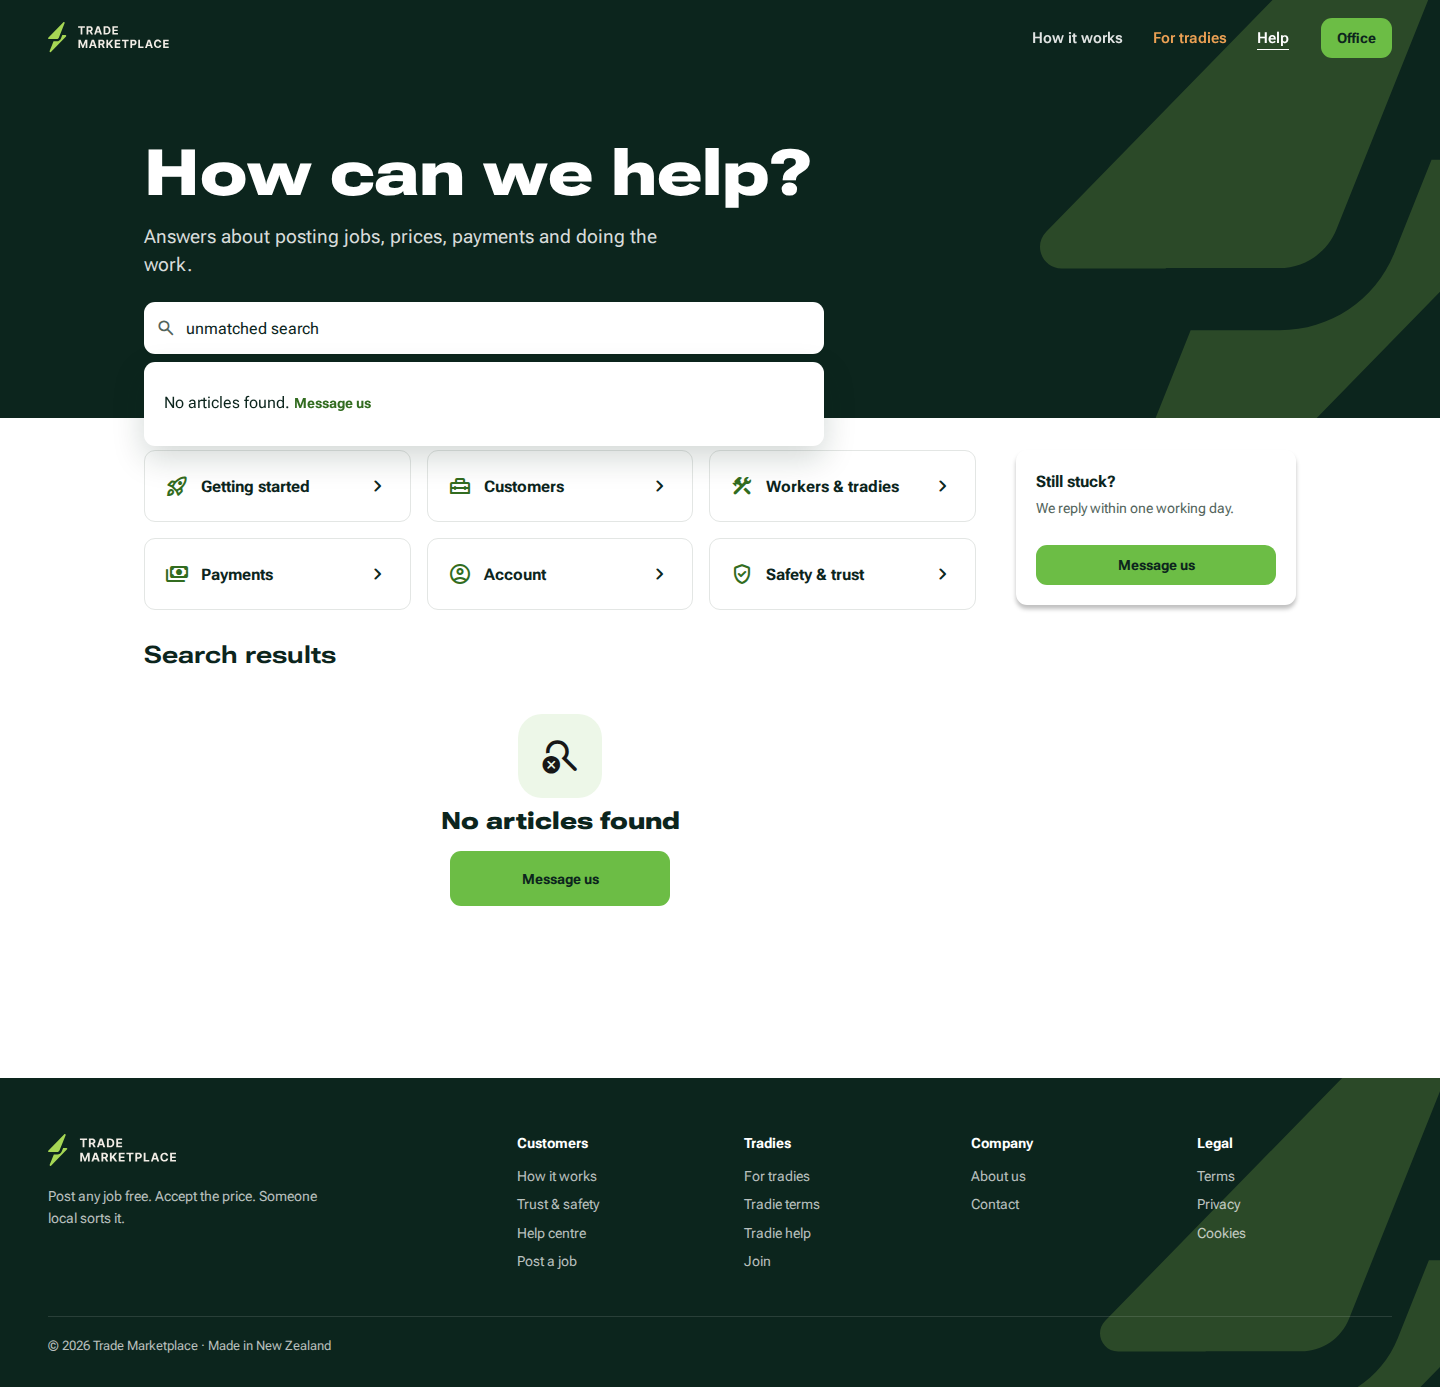 TRADE
MARKETPLACE
How it works
For tradies
Help
Office
How can we help?
Answers about posting jobs, prices, payments and doing the
work.
unmatched search
No articles found. Message us
Getting started
Customers
Workers & tradies
Payments
Account
Safety & trust
Still stuck?
We reply within one working day.
Message us
Search results
No articles found
Message us
TRADE
MARKETPLACE
Post any job free. Accept the price. Someone
local sorts it.
Customers
How it works
Trust & safety
Help centre
Post a job
Tradies
For tradies
Tradie terms
Tradie help
Join
Company
About us
Contact
Legal
Terms
Privacy
Cookies
© 2026 Trade Marketplace · Made in New Zealand